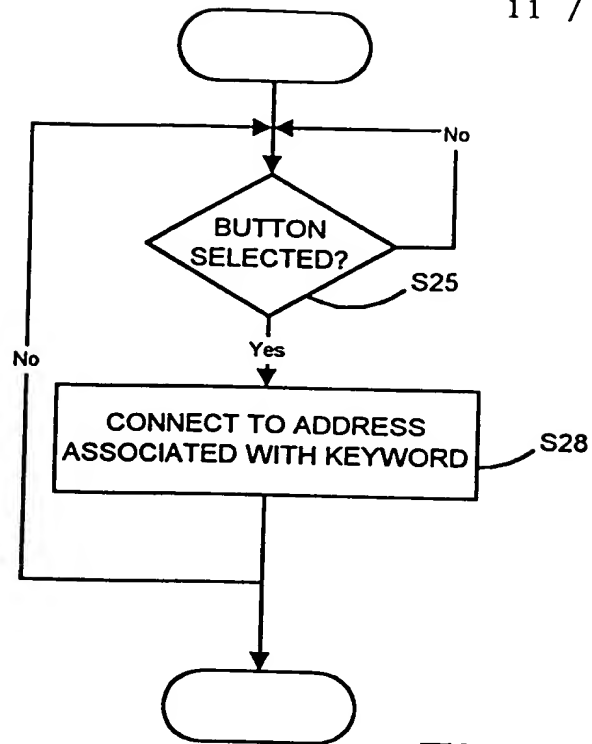 11 /
No
BUTTON
SELECTED?
S25
Yes
No
CONNECT TO ADDRESS
ASSOCIATED WITH KEYWORD
S28